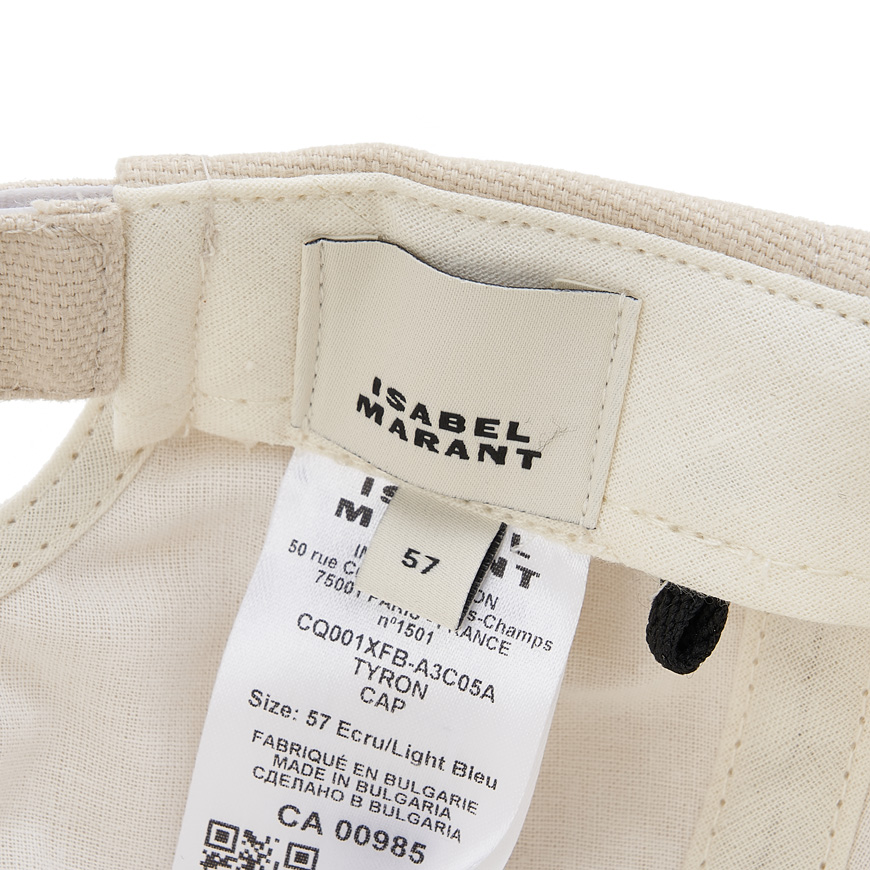 ISABEL
MARANT
57
50 rue
75001
n°1501
CQ001XFB-A3C05A
TYRON
CAP
Size: 57 Ecru/Light Bleu
FABRIQUÉ EN BULGARIE
MADE IN BULGARIA
СДЕЛАНО В BULGARIA
CA 00985